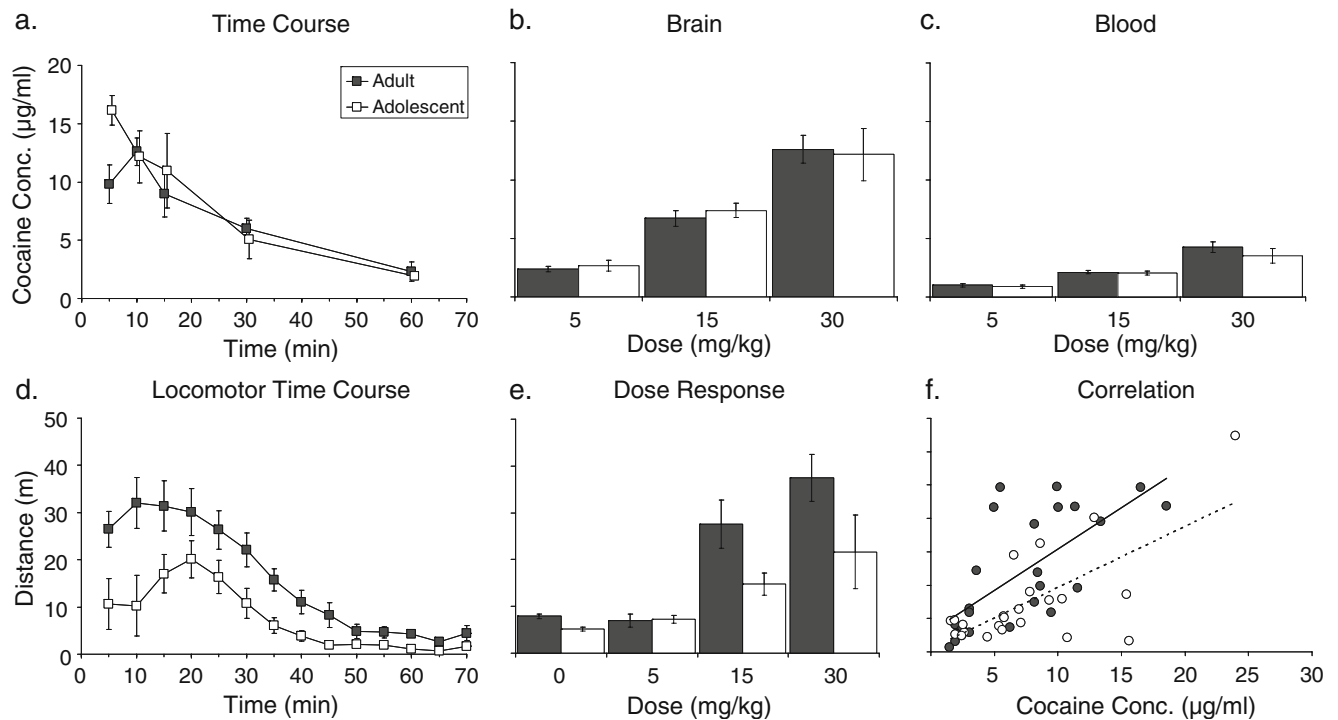 a. Time Course
Cocaine Conc. (µg/ml)
20
15
10
5
0
0 10 20 30 40 50 60 70
Time (min)
Adult
Adolescent
b. Brain
5 15 30
Dose (mg/kg)
c. Blood
5 15 30
Dose (mg/kg)
d. Locomotor Time Course
Distance (m)
50
40
30
20
10
0
0 10 20 30 40 50 60 70
Time (min)
e. Dose Response
0 5 15 30
Dose (mg/kg)
f. Correlation
5 10 15 20 25 30
Cocaine Conc. (µg/ml)